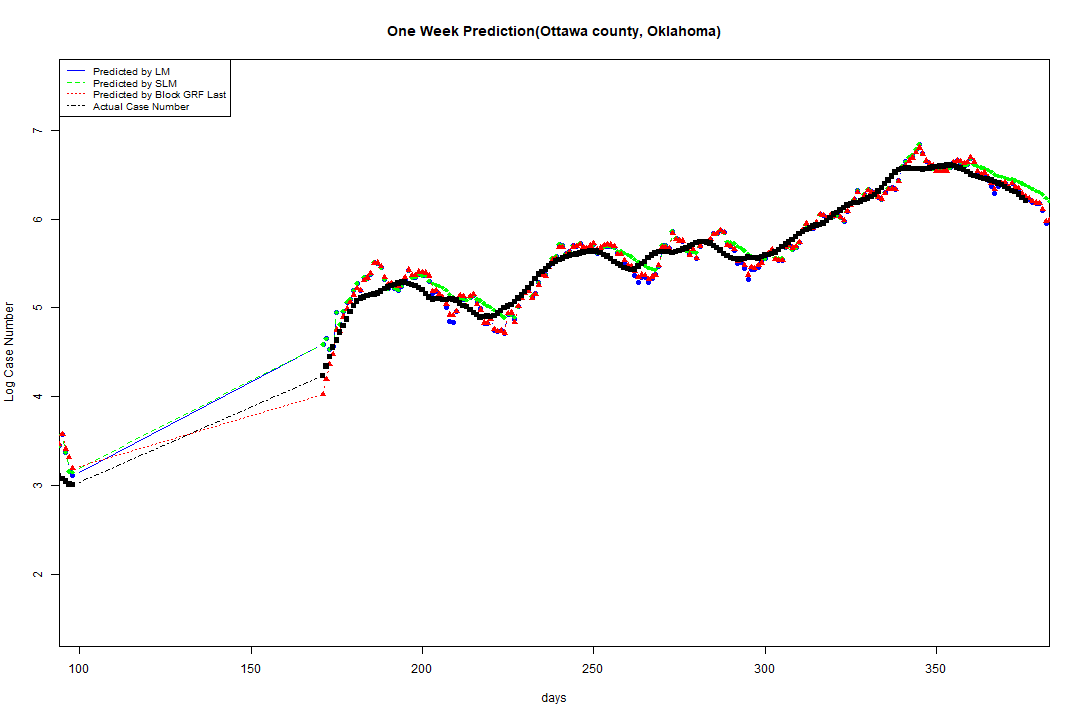 One Week Prediction(Ottawa county, Oklahoma)
Predicted by LM
Predicted by SLM
Predicted by Block GRF Last
Actual Case Number
Log Case Number
7
6
5
4
3
2
100 150 200 250 300 350
days